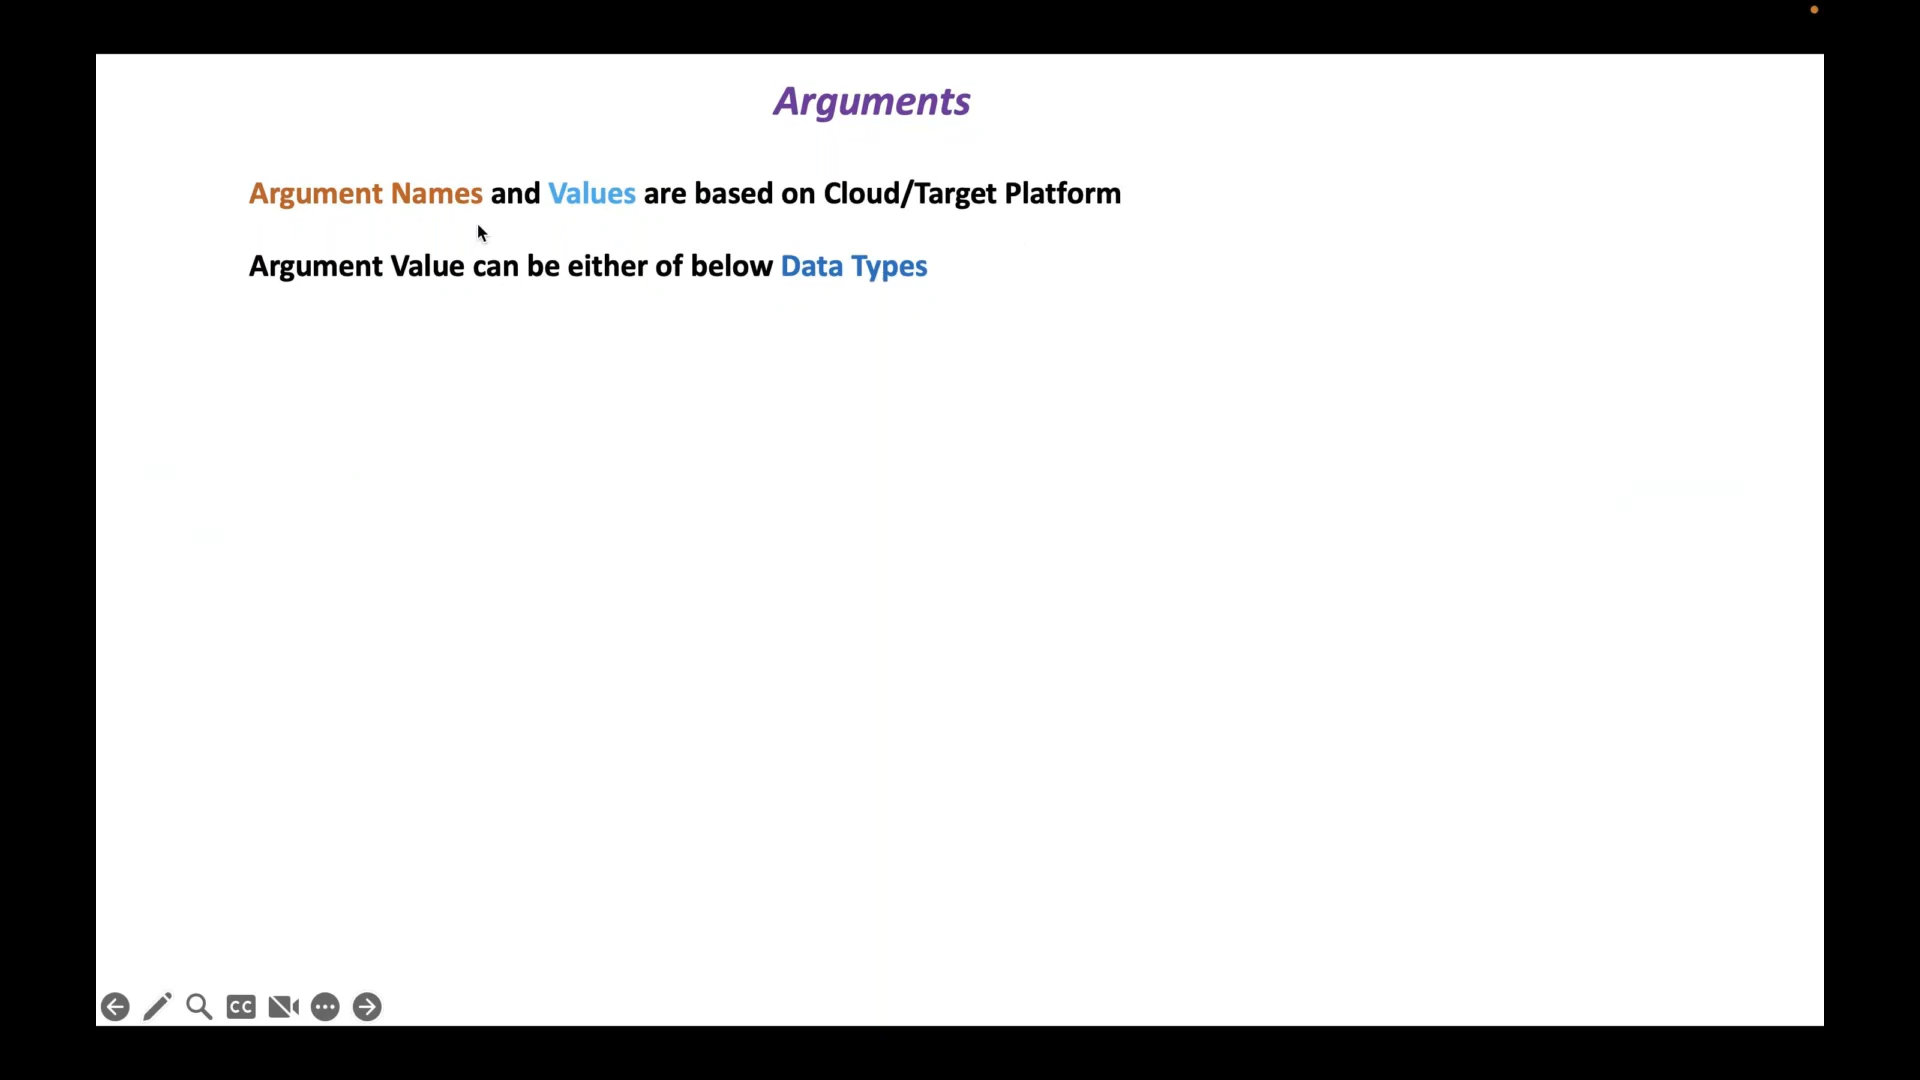 Arguments
Argument Names and Values are based on Cloud/Target Platform
Argument Value can be either of below Data Types
CC